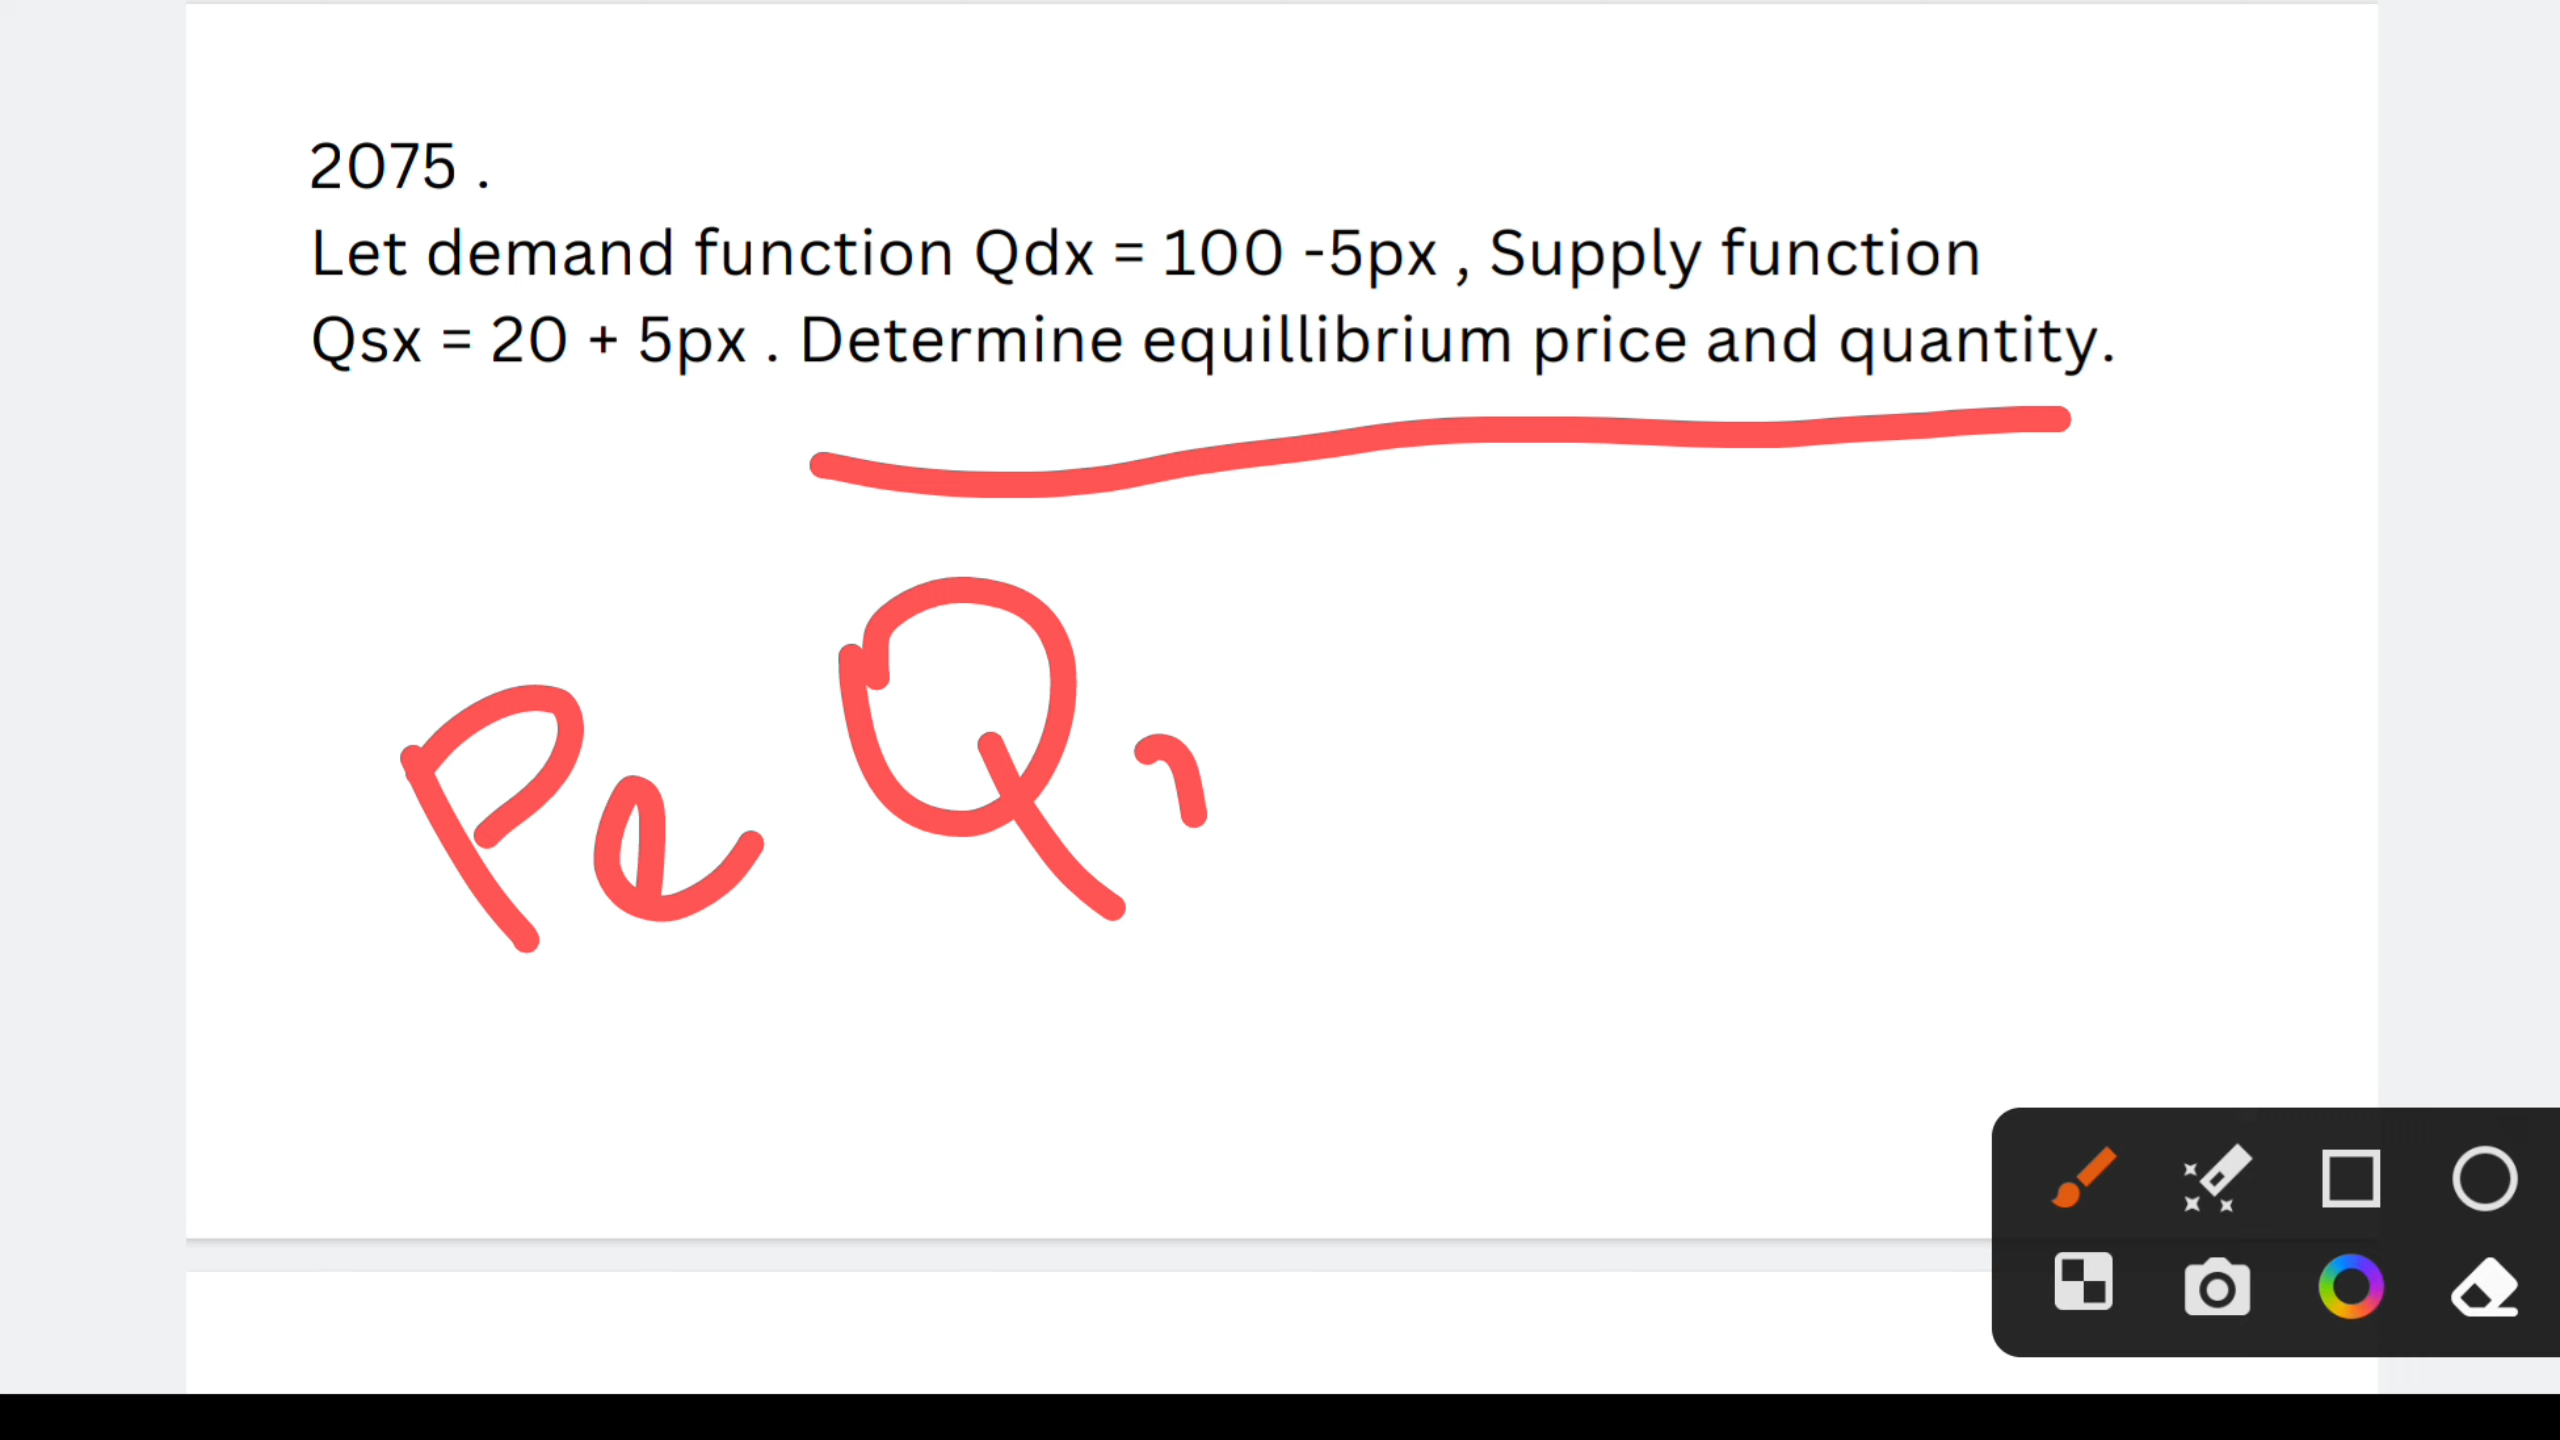 2075 .
Let demand function Qdx = 100 -5px , Supply function
Qsx = 20 + 5px . Determine equillibrium price and quantity.
Pe Q